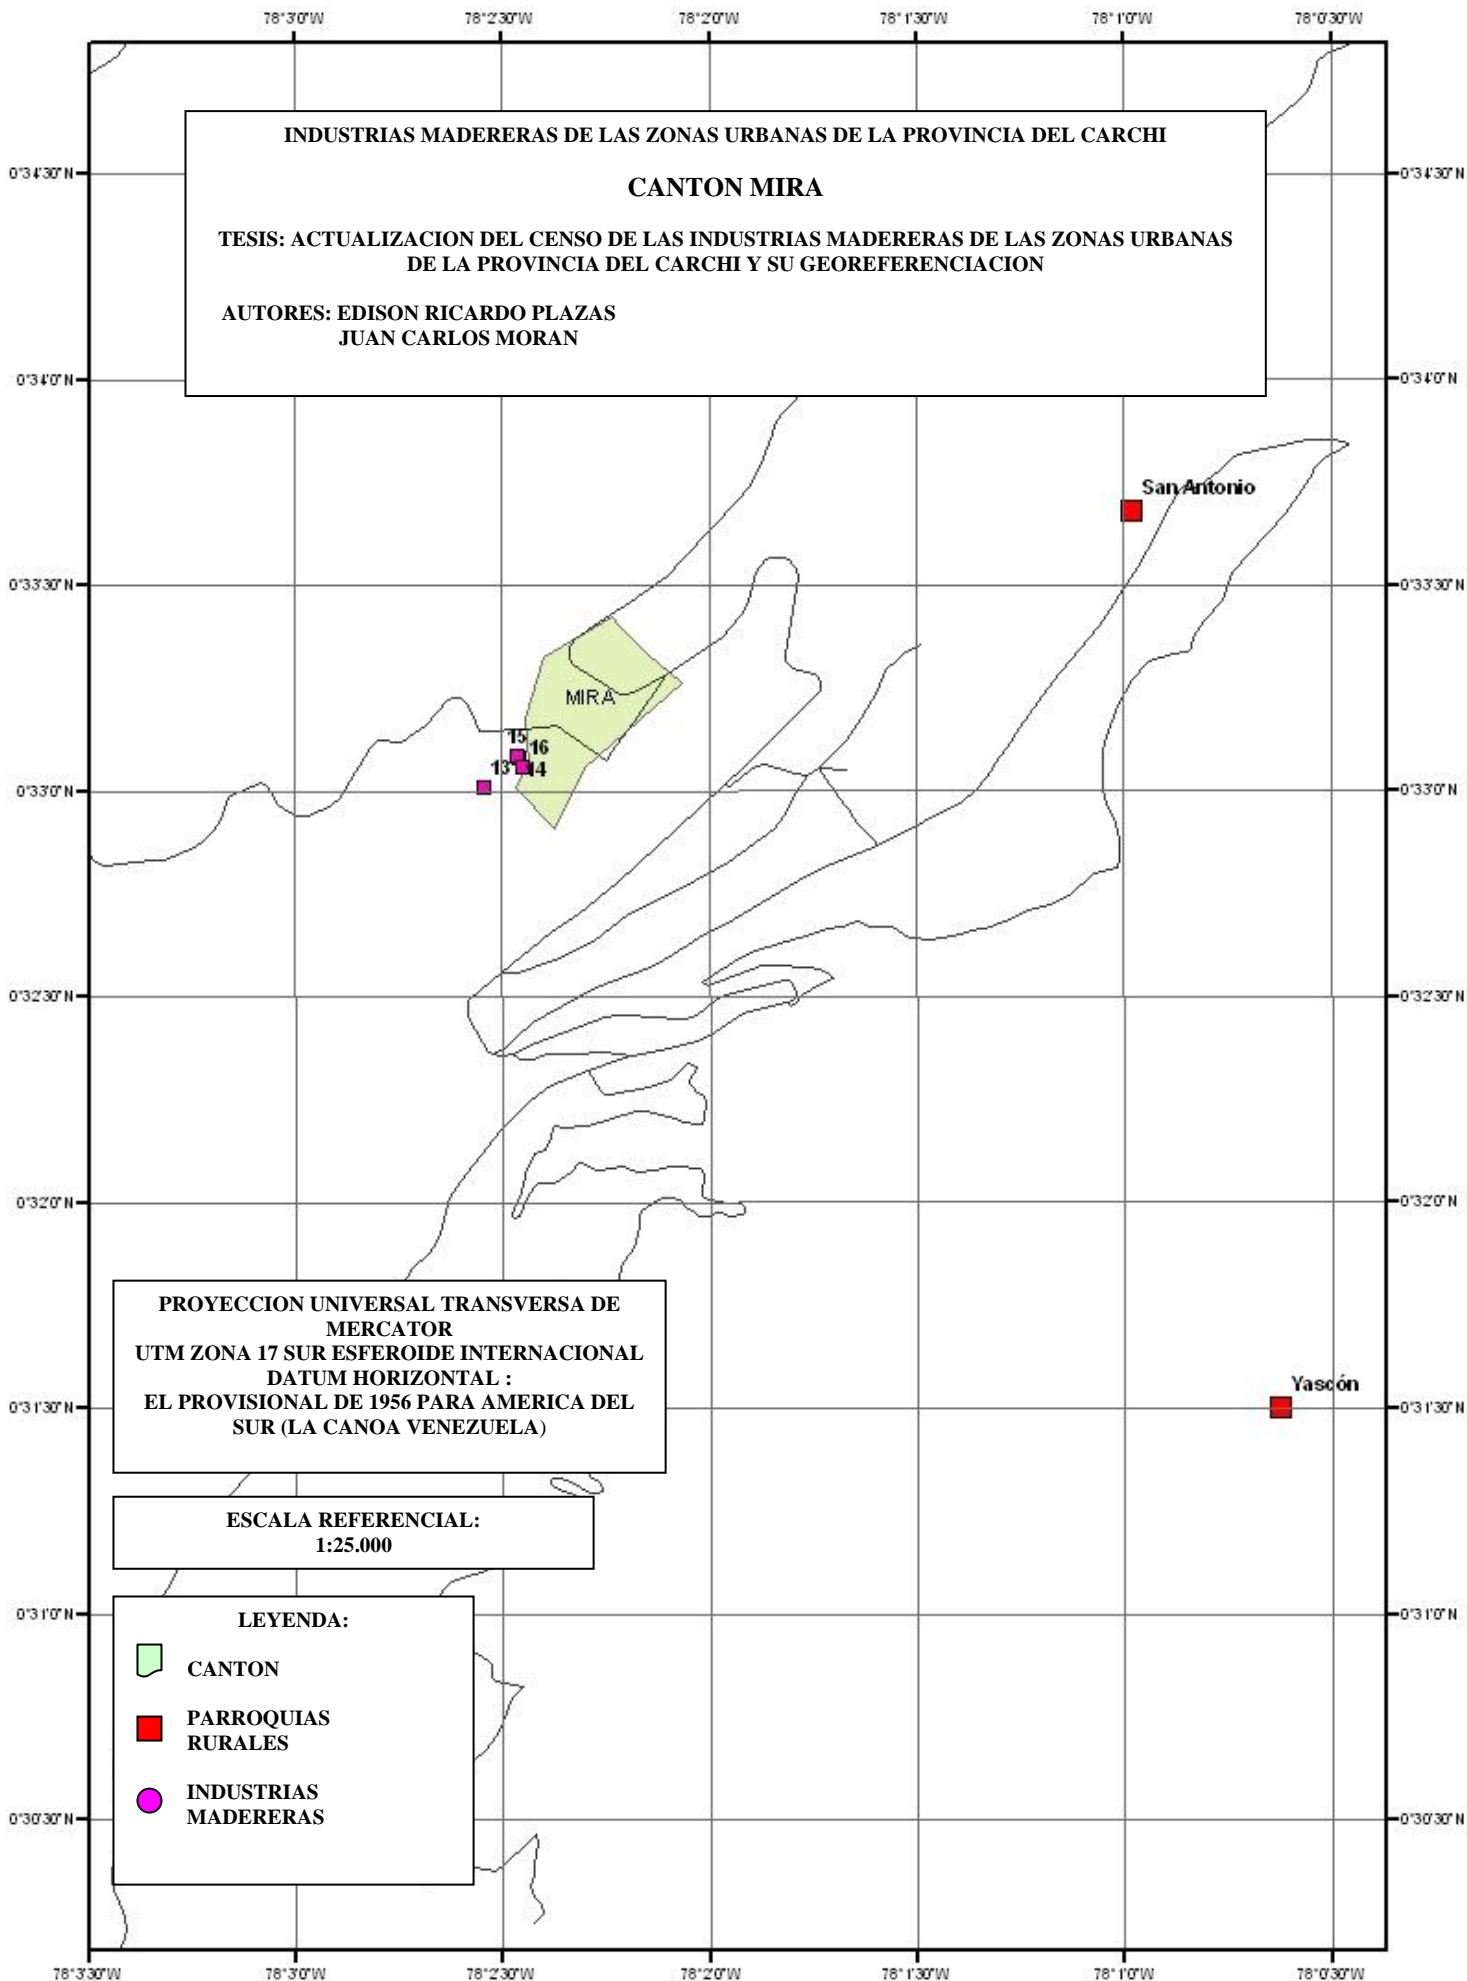 78°3'0"W 78°2'30"W 78°2'0"W 78°1'30"W 78°1'0"W 78°0'30"W
INDUSTRIAS MADERERAS DE LAS ZONAS URBANAS DE LA PROVINCIA DEL CARCHI
CANTON MIRA
TESIS: ACTUALIZACION DEL CENSO DE LAS INDUSTRIAS MADERERAS DE LAS ZONAS URBANAS
DE LA PROVINCIA DEL CARCHI Y SU GEOREFERENCIACION
AUTORES: EDISON RICARDO PLAZAS
JUAN CARLOS MORAN
0°34'30"N 0°34'30"N
0°34'0"N 0°34'0"N
San Antonio
0°33'30"N 0°33'30"N
MIRA
15
16
13 14
0°33'0"N 0°33'0"N
0°32'30"N 0°32'30"N
0°32'0"N 0°32'0"N
PROYECCION UNIVERSAL TRANSVERSA DE
MERCATOR
UTM ZONA 17 SUR ESFEROIDE INTERNACIONAL
DATUM HORIZONTAL :
EL PROVISIONAL DE 1956 PARA AMERICA DEL
SUR (LA CANOA VENEZUELA)
Yascón
0°31'30"N 0°31'30"N
ESCALA REFERENCIAL:
1:25.000
0°31'0"N 0°31'0"N
LEYENDA:
CANTON
PARROQUIAS
RURALES
INDUSTRIAS
MADERERAS
0°30'30"N 0°30'30"N
78°3'30"W 78°3'0"W 78°2'30"W 78°2'0"W 78°1'30"W 78°1'0"W 78°0'30"W